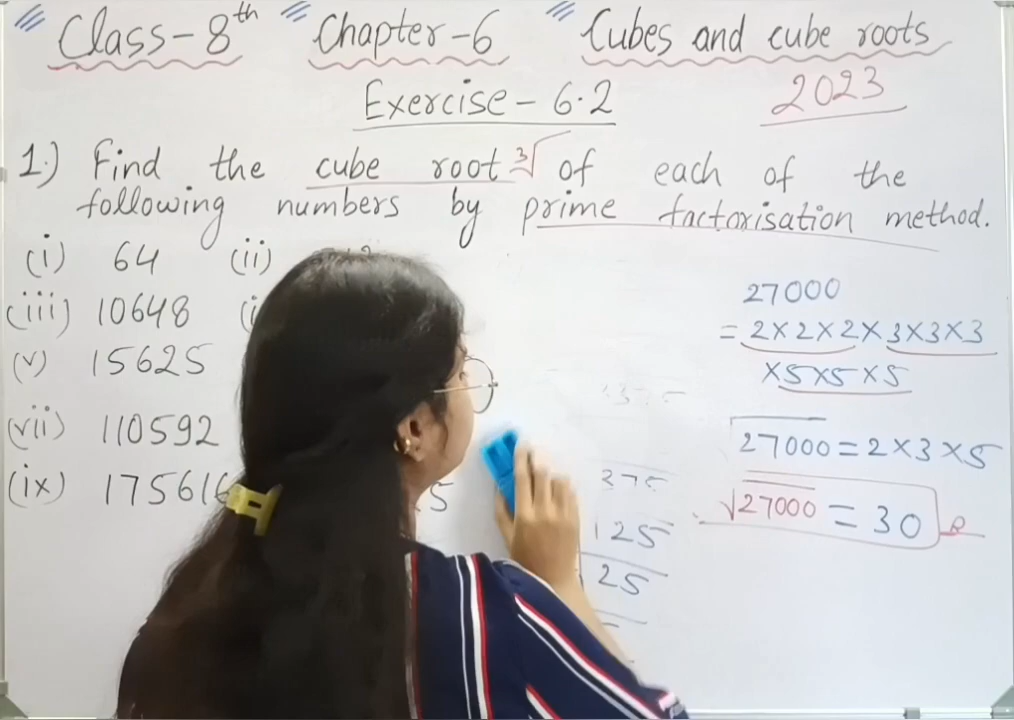 Class-8th Chapter-6 Cubes and cube roots
Exercise-6.2 2023
1.) Find the cube root ∛ of each of the
following numbers by prime factorisation method.
(i) 64 (ii)
(iii) 10648
(v) 15625
(vii) 110592
(ix) 175616
375
125
25
27000
= 2×2×2×3×3×3
×5×5×5
27000 = 2×3×5
√27000 = 30